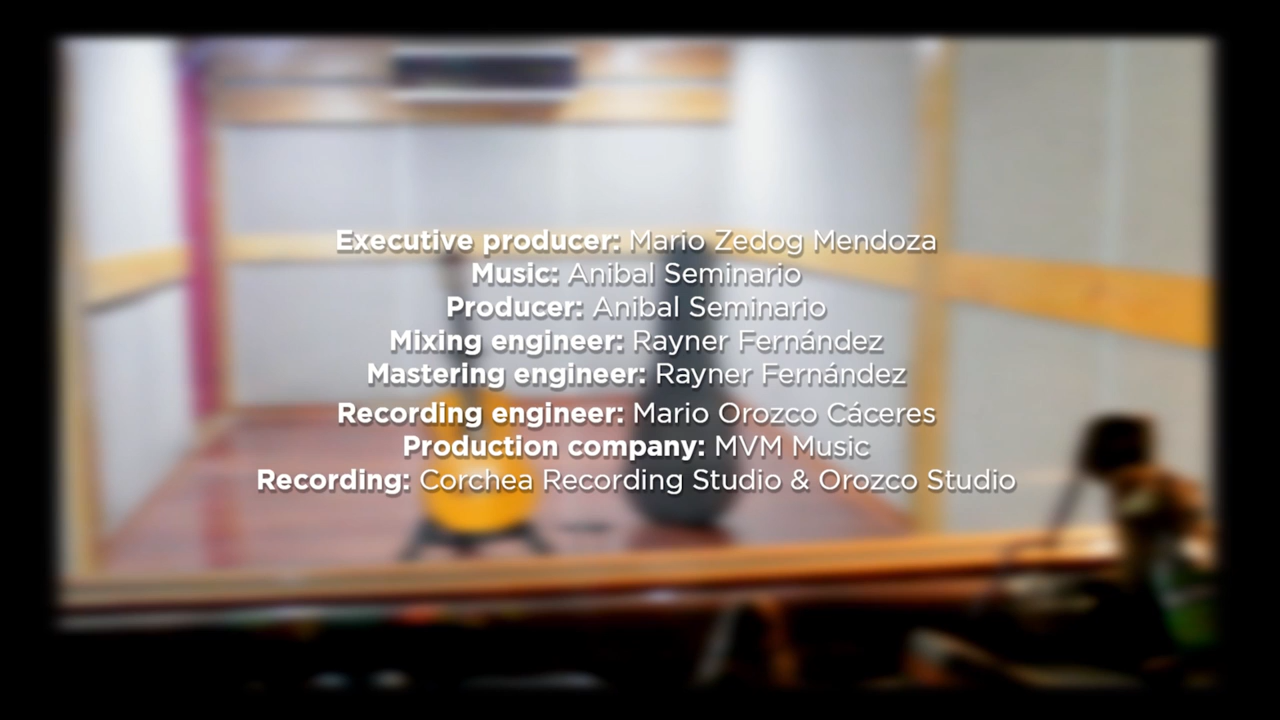 Executive producer: Mario Zedog Mendoza
Music: Anibal Seminario
Producer: Anibal Seminario
Mixing engineer: Rayner Fernández
Mastering engineer: Rayner Fernández
Recording engineer: Mario Orozco Cáceres
Production company: MVM Music
Recording: Corchea Recording Studio & Orozco Studio